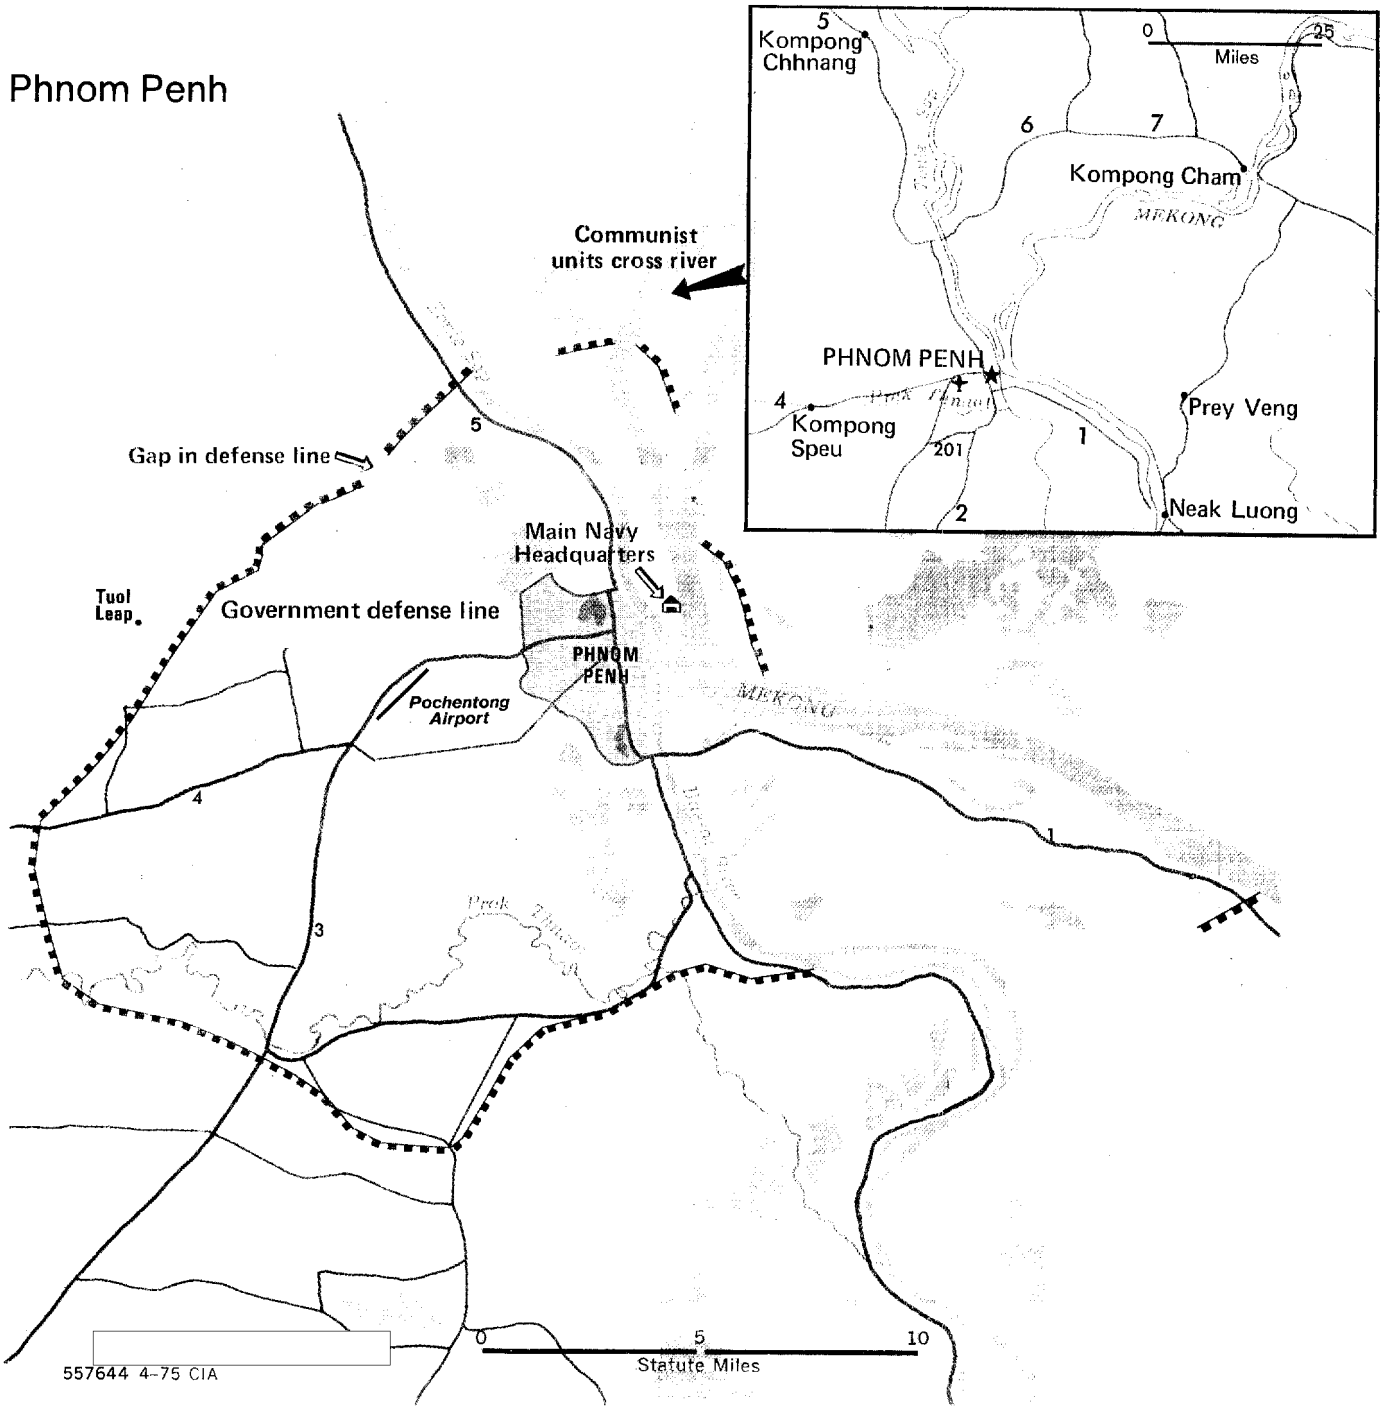 Phnom Penh
5
Kompong
Chhnang
0
25
Miles
6
7
Kompong Cham
MEKONG
PHNOM PENH
4
Kompong
Speu
Prek
201
2
1
Prey Veng
Neak Luong
Communist
units cross river
5
Gap in defense line
Main Navy
Headquarters
Tuol
Leap
Government defense line
PHNOM
PENH
Pochentong
Airport
MEKONG
4
1
3
Prek Thnaot
0
5
10
Statute Miles
557644 4-75 CIA